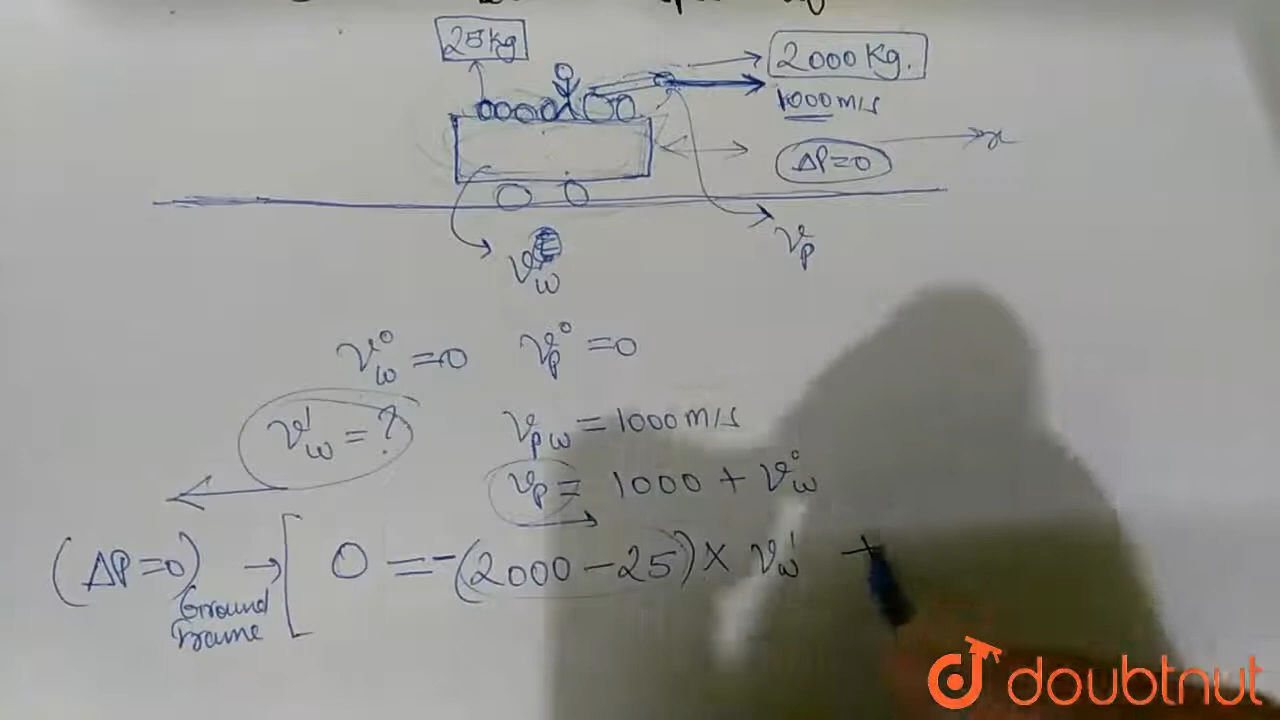 25kg
2000 Kg.
1000 m/s
ΔP=0
x
v_w
v_p
v_w° = 0 v_p° = 0
v_w' = ?
v_pw = 1000 m/s
v_p = 1000 + v_w°
(ΔP=0) → [ 0 = -(2000-25) × v_w' +
Ground
Frame
doubtnut